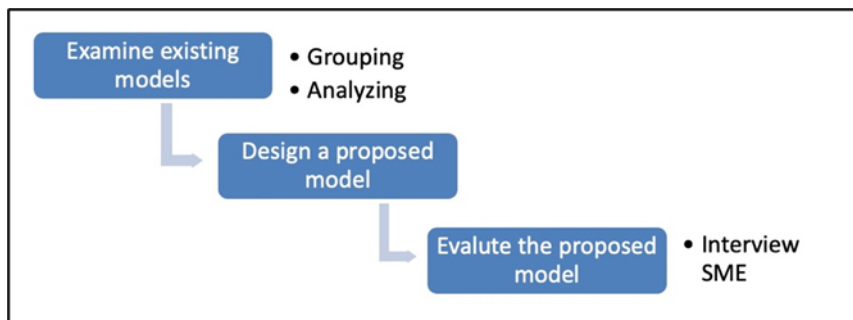 Examine existing
models
• Grouping
• Analyzing
Design a proposed
model
Evalute the proposed
model
• Interview
SME